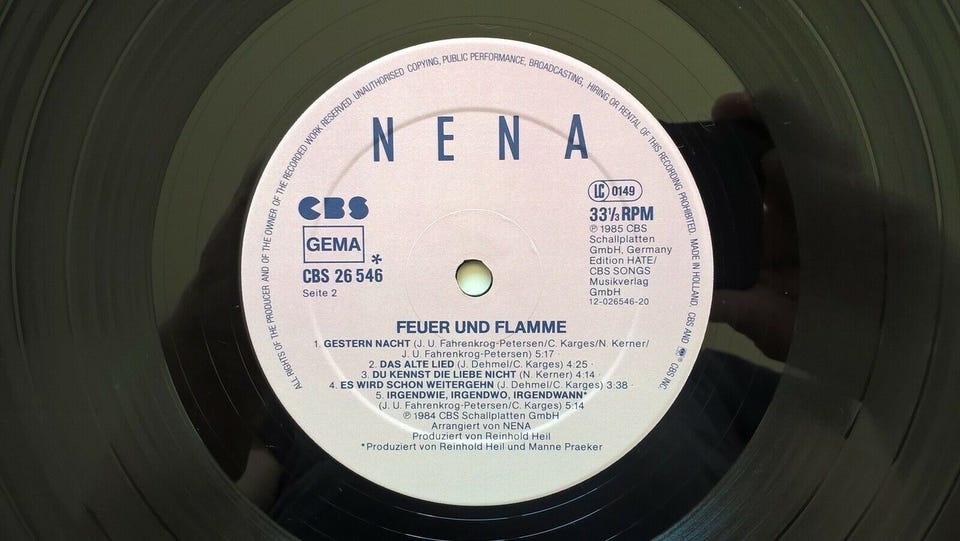 ALL RIGHTS OF THE PRODUCER AND OF THE OWNER OF THE RECORDED WORK RESERVED. UNAUTHORISED COPYING, PUBLIC PERFORMANCE, BROADCASTING, HIRING OR RENTAL OF THIS RECORDING PROHIBITED. MADE IN HOLLAND CBS AND ® CBS INC
NENA
CBS
GEMA
*
CBS 26 546
Seite 2
LC 0149
33⅓ RPM
℗ 1985 CBS
Schallplatten
GmbH, Germany
Edition HATE/
CBS SONGS
Musikverlag
GmbH
12-026546-20
FEUER UND FLAMME
1. GESTERN NACHT (J. U. Fahrenkrog-Petersen/C. Karges/N. Kerner/
J. U. Fahrenkrog-Petersen) 5:17
2. DAS ALTE LIED (J. Dehmel/C. Karges) 4:25 -
3. DU KENNST DIE LIEBE NICHT (N. Kerner) 4:14
4. ES WIRD SCHON WEITERGEHN (J. Dehmel/C. Karges) 3:38 -
5. IRGENDWIE, IRGENDWO, IRGENDWANN*
(J. U. Fahrenkrog-Petersen/C. Karges) 5:14
℗ 1984 CBS Schallplatten GmbH
Arrangiert von NENA
Produziert von Reinhold Heil
*Produziert von Reinhold Heil und Manne Praeker